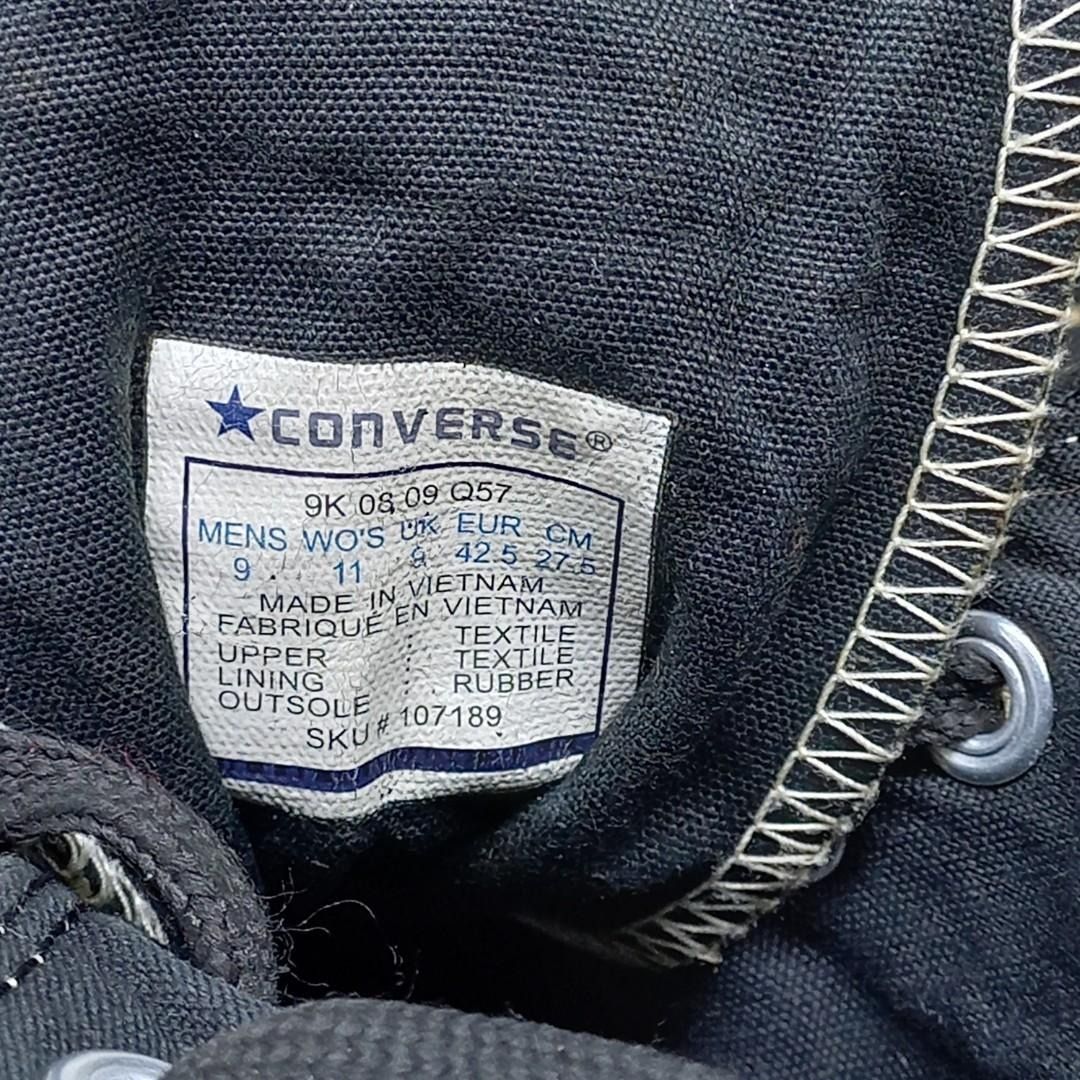 ★CONVERSE®
9K 08 09 Q57
MENS WO'S UK EUR CM
9 11 9 42.5 27.5
MADE IN VIETNAM
FABRIQUÉ EN VIETNAM
UPPER : TEXTILE
LINING : TEXTILE
OUTSOLE : RUBBER
SKU# 107189